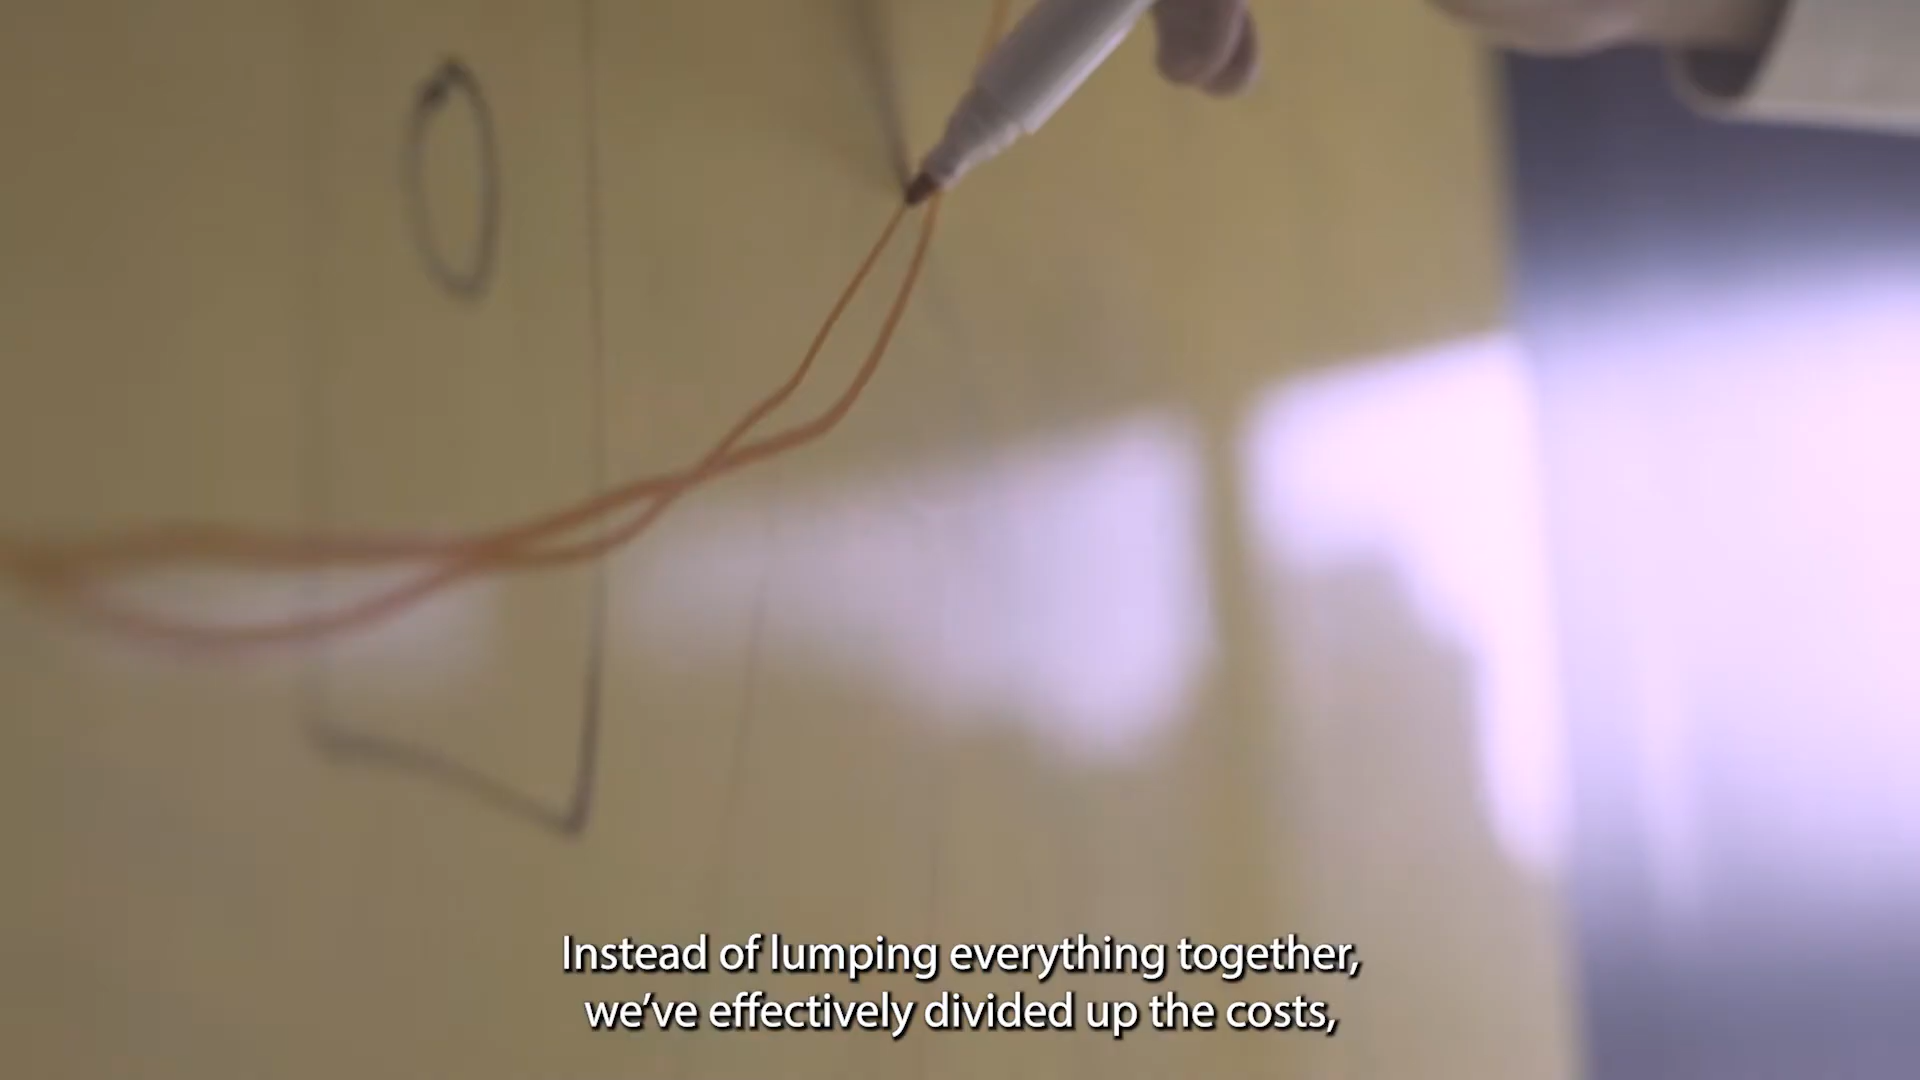 Instead of lumping everything together,
we’ve effectively divided up the costs,